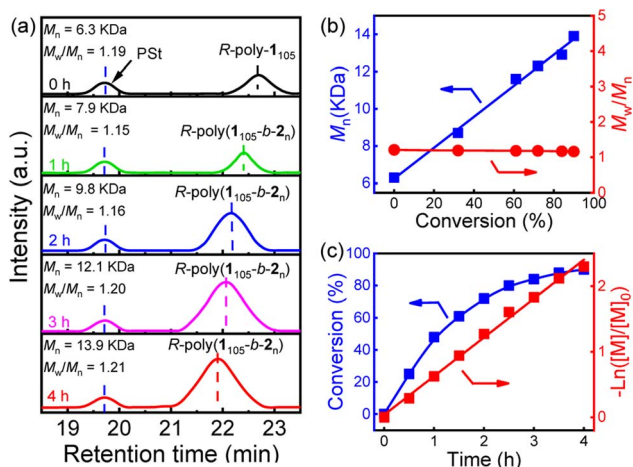 (a)
Mn = 6.3 KDa
Mw/Mn = 1.19
PSt
R-poly-1105
0 h
Mn = 7.9 KDa
Mw/Mn = 1.15
R-poly(1105-b-2n)
1 h
Mn = 9.8 KDa
R-poly(1105-b-2n)
Mw/Mn = 1.16
2 h
Mn = 12.1 KDa
R-poly(1105-b-2n)
Mw/Mn = 1.20
3 h
Mn = 13.9 KDa
R-poly(1105-b-2n)
Mw/Mn = 1.21
4 h
19 20 21 22 23
Retention time (min)
Intensity (a.u.)
(b)
14
12
10
8
6
Mn(KDa)
5
4
3
2
1
0
Mw/Mn
0 20 40 60 80 100
Conversion (%)
(c)
100
80
60
40
20
0
Conversion (%)
2
1
0
-Ln([M]/[M]0)
0 1 2 3 4
Time (h)